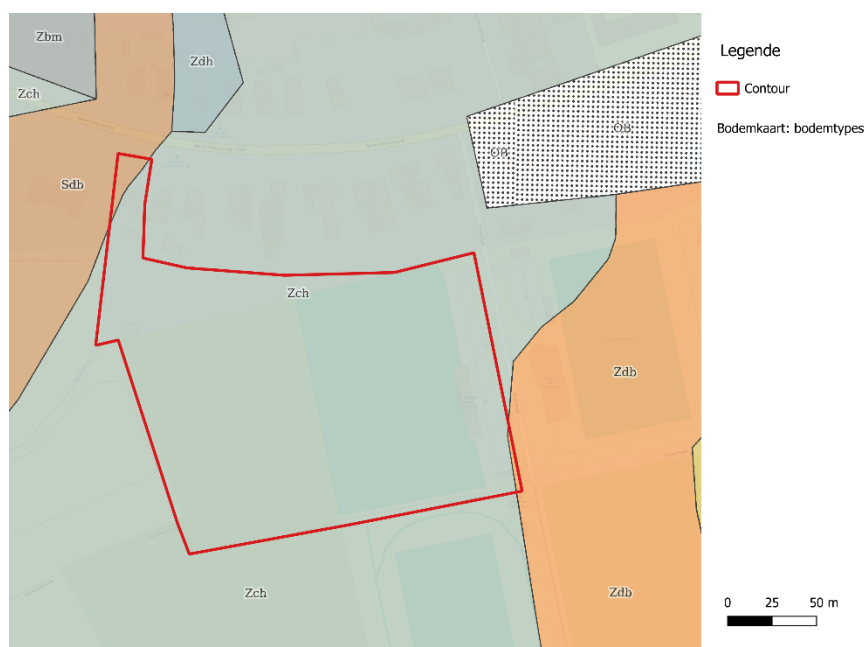 Zbm
Zdh
Zch
Sdb
OB
OB
Zch
Zdb
Zch
Zdb
Legende
Contour
Bodemkaart: bodemtypes
0 25 50 m